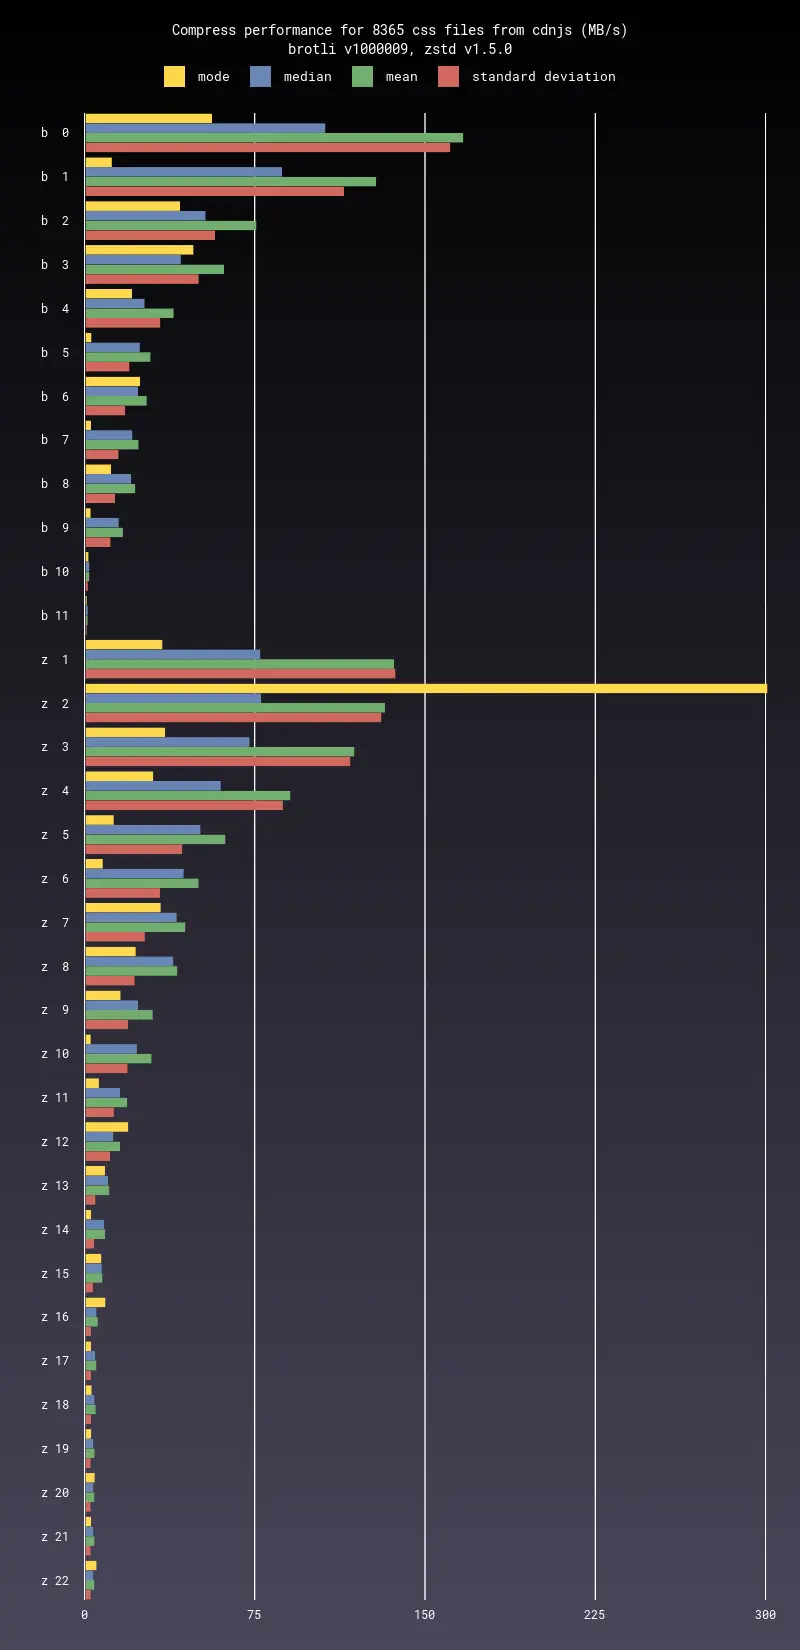 Compress performance for 8365 css files from cdnjs (MB/s)
brotli v1000009, zstd v1.5.0
mode median mean standard deviation
b 0
b 1
b 2
b 3
b 4
b 5
b 6
b 7
b 8
b 9
b 10
b 11
z 1
z 2
z 3
z 4
z 5
z 6
z 7
z 8
z 9
z 10
z 11
z 12
z 13
z 14
z 15
z 16
z 17
z 18
z 19
z 20
z 21
z 22
0 75 150 225 300